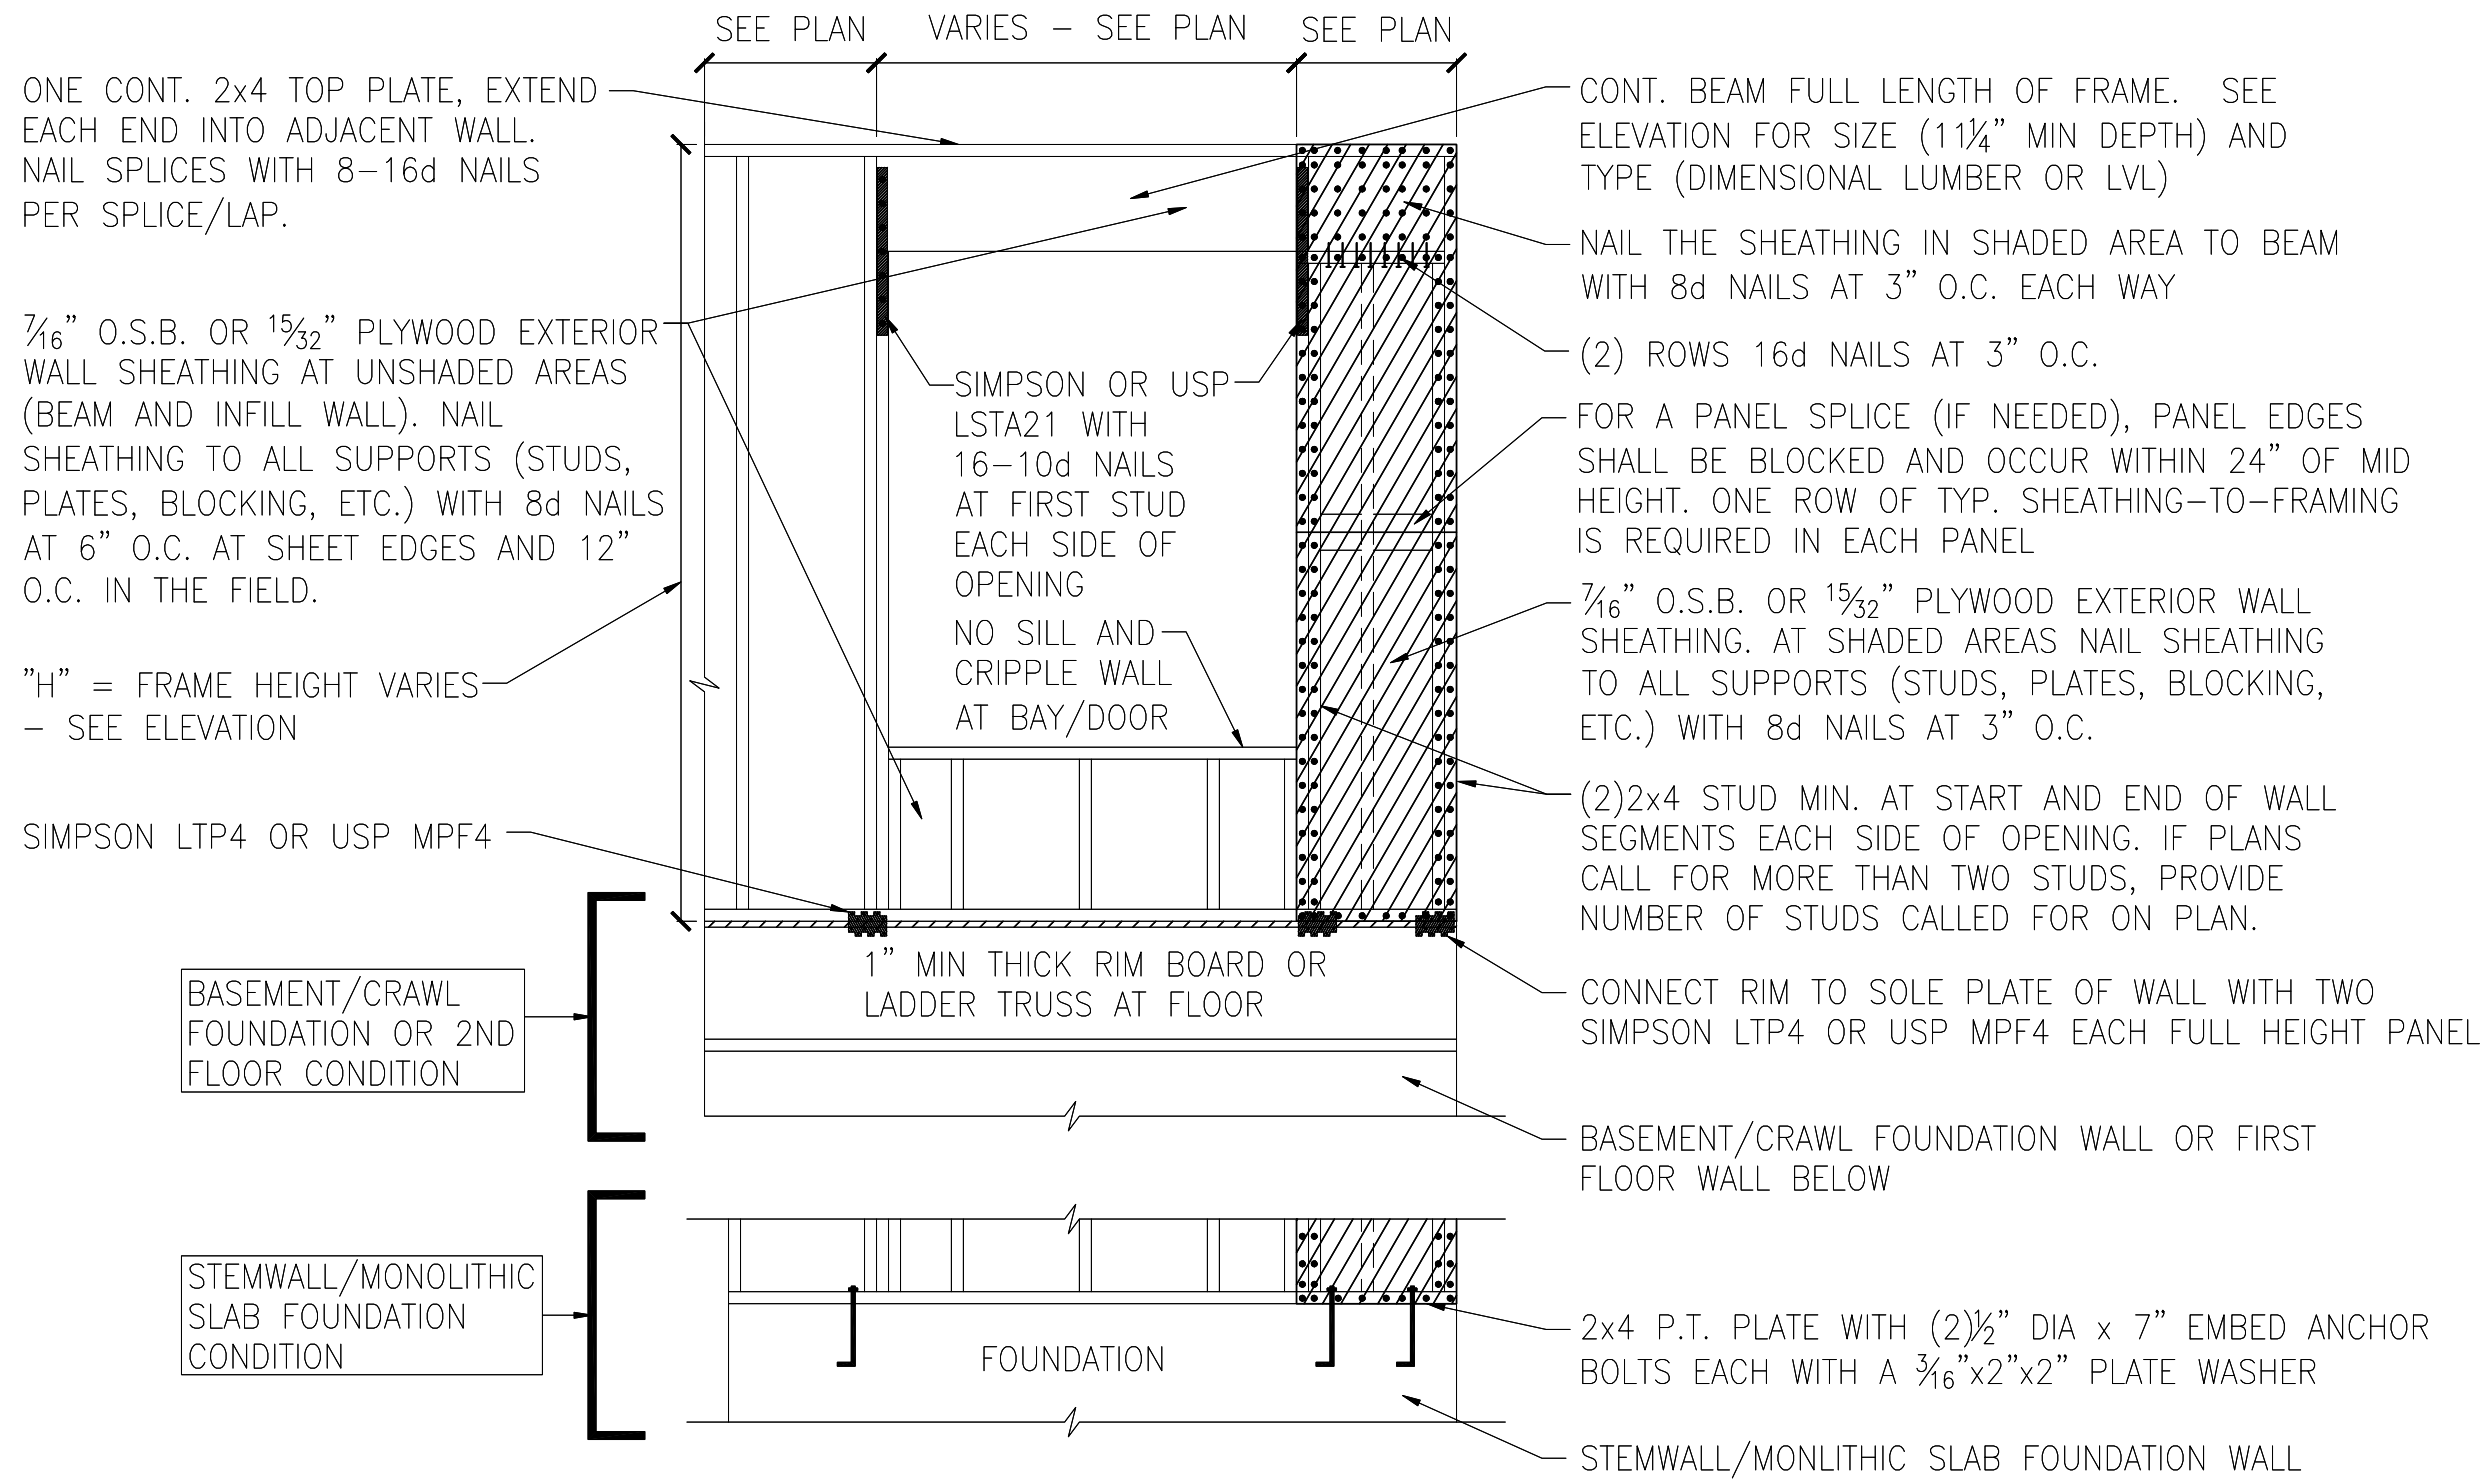 SEE PLAN
VARIES – SEE PLAN
SEE PLAN
ONE CONT. 2x4 TOP PLATE, EXTEND
EACH END INTO ADJACENT WALL.
NAIL SPLICES WITH 8–16d NAILS
PER SPLICE/LAP.
7/16" O.S.B. OR 15/32" PLYWOOD EXTERIOR
WALL SHEATHING AT UNSHADED AREAS
(BEAM AND INFILL WALL). NAIL
SHEATHING TO ALL SUPPORTS (STUDS,
PLATES, BLOCKING, ETC.) WITH 8d NAILS
AT 6" O.C. AT SHEET EDGES AND 12"
O.C. IN THE FIELD.
"H" = FRAME HEIGHT VARIES
– SEE ELEVATION
SIMPSON LTP4 OR USP MPF4
BASEMENT/CRAWL
FOUNDATION OR 2ND
FLOOR CONDITION
STEMWALL/MONOLITHIC
SLAB FOUNDATION
CONDITION
SIMPSON OR USP
LSTA21 WITH
16–10d NAILS
AT FIRST STUD
EACH SIDE OF
OPENING
NO SILL AND
CRIPPLE WALL
AT BAY/DOOR
1" MIN THICK RIM BOARD OR
LADDER TRUSS AT FLOOR
FOUNDATION
CONT. BEAM FULL LENGTH OF FRAME. SEE
ELEVATION FOR SIZE (11¼" MIN DEPTH) AND
TYPE (DIMENSIONAL LUMBER OR LVL)
NAIL THE SHEATHING IN SHADED AREA TO BEAM
WITH 8d NAILS AT 3" O.C. EACH WAY
(2) ROWS 16d NAILS AT 3" O.C.
FOR A PANEL SPLICE (IF NEEDED), PANEL EDGES
SHALL BE BLOCKED AND OCCUR WITHIN 24" OF MID
HEIGHT. ONE ROW OF TYP. SHEATHING–TO–FRAMING
IS REQUIRED IN EACH PANEL
7/16" O.S.B. OR 15/32" PLYWOOD EXTERIOR WALL
SHEATHING. AT SHADED AREAS NAIL SHEATHING
TO ALL SUPPORTS (STUDS, PLATES, BLOCKING,
ETC.) WITH 8d NAILS AT 3" O.C.
(2)2x4 STUD MIN. AT START AND END OF WALL
SEGMENTS EACH SIDE OF OPENING. IF PLANS
CALL FOR MORE THAN TWO STUDS, PROVIDE
NUMBER OF STUDS CALLED FOR ON PLAN.
CONNECT RIM TO SOLE PLATE OF WALL WITH TWO
SIMPSON LTP4 OR USP MPF4 EACH FULL HEIGHT PANEL
BASEMENT/CRAWL FOUNDATION WALL OR FIRST
FLOOR WALL BELOW
2x4 P.T. PLATE WITH (2)½" DIA x 7" EMBED ANCHOR
BOLTS EACH WITH A 3/16"x2"x2" PLATE WASHER
STEMWALL/MONLITHIC SLAB FOUNDATION WALL